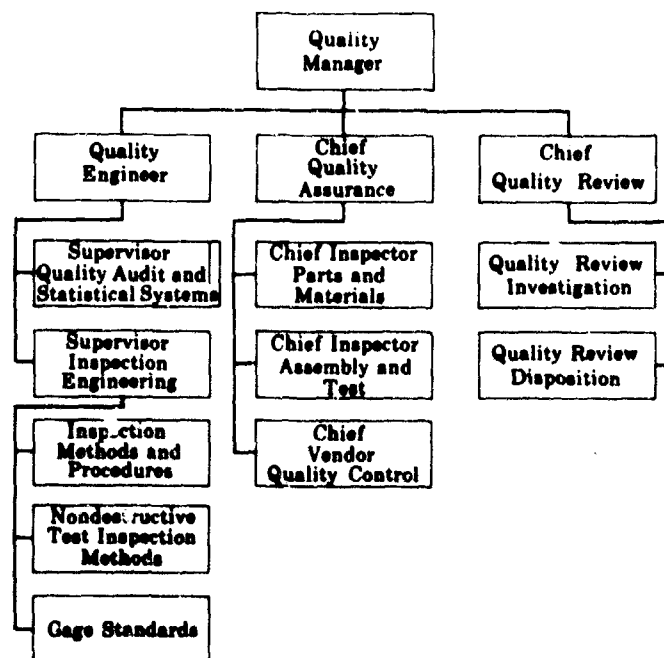 Quality
Manager
Quality
Engineer
Chief
Quality
Assurance
Chief
Quality Review
Supervisor
Quality Audit and
Statistical Systems
Chief Inspector
Parts and
Materials
Quality Review
Investigation
Supervisor
Inspection
Engineering
Chief Inspector
Assembly and
Test
Quality Review
Disposition
Inspection
Methods and
Procedures
Chief
Vendor
Quality Control
Nondestructive
Test Inspection
Methods
Gage Standards